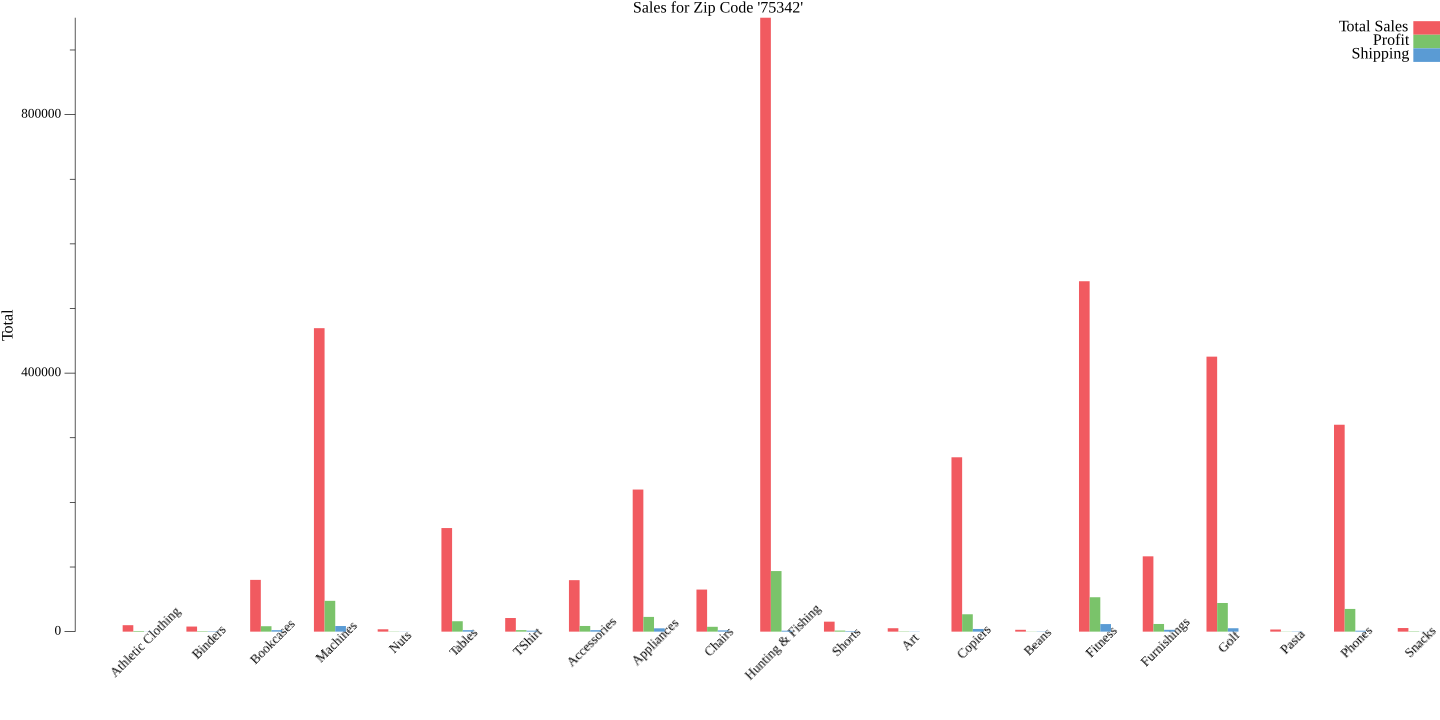 Sales for Zip Code '75342'
Total Sales
Profit
Shipping
800000
400000
0
Total
Athletic Clothing
Binders
Bookcases
Machines
Nuts
Tables
TShirt
Accessories
Appliances
Chairs
Hunting & Fishing
Shorts
Art
Copiers
Beans
Fitness
Furnishings
Golf
Pasta
Phones
Snacks